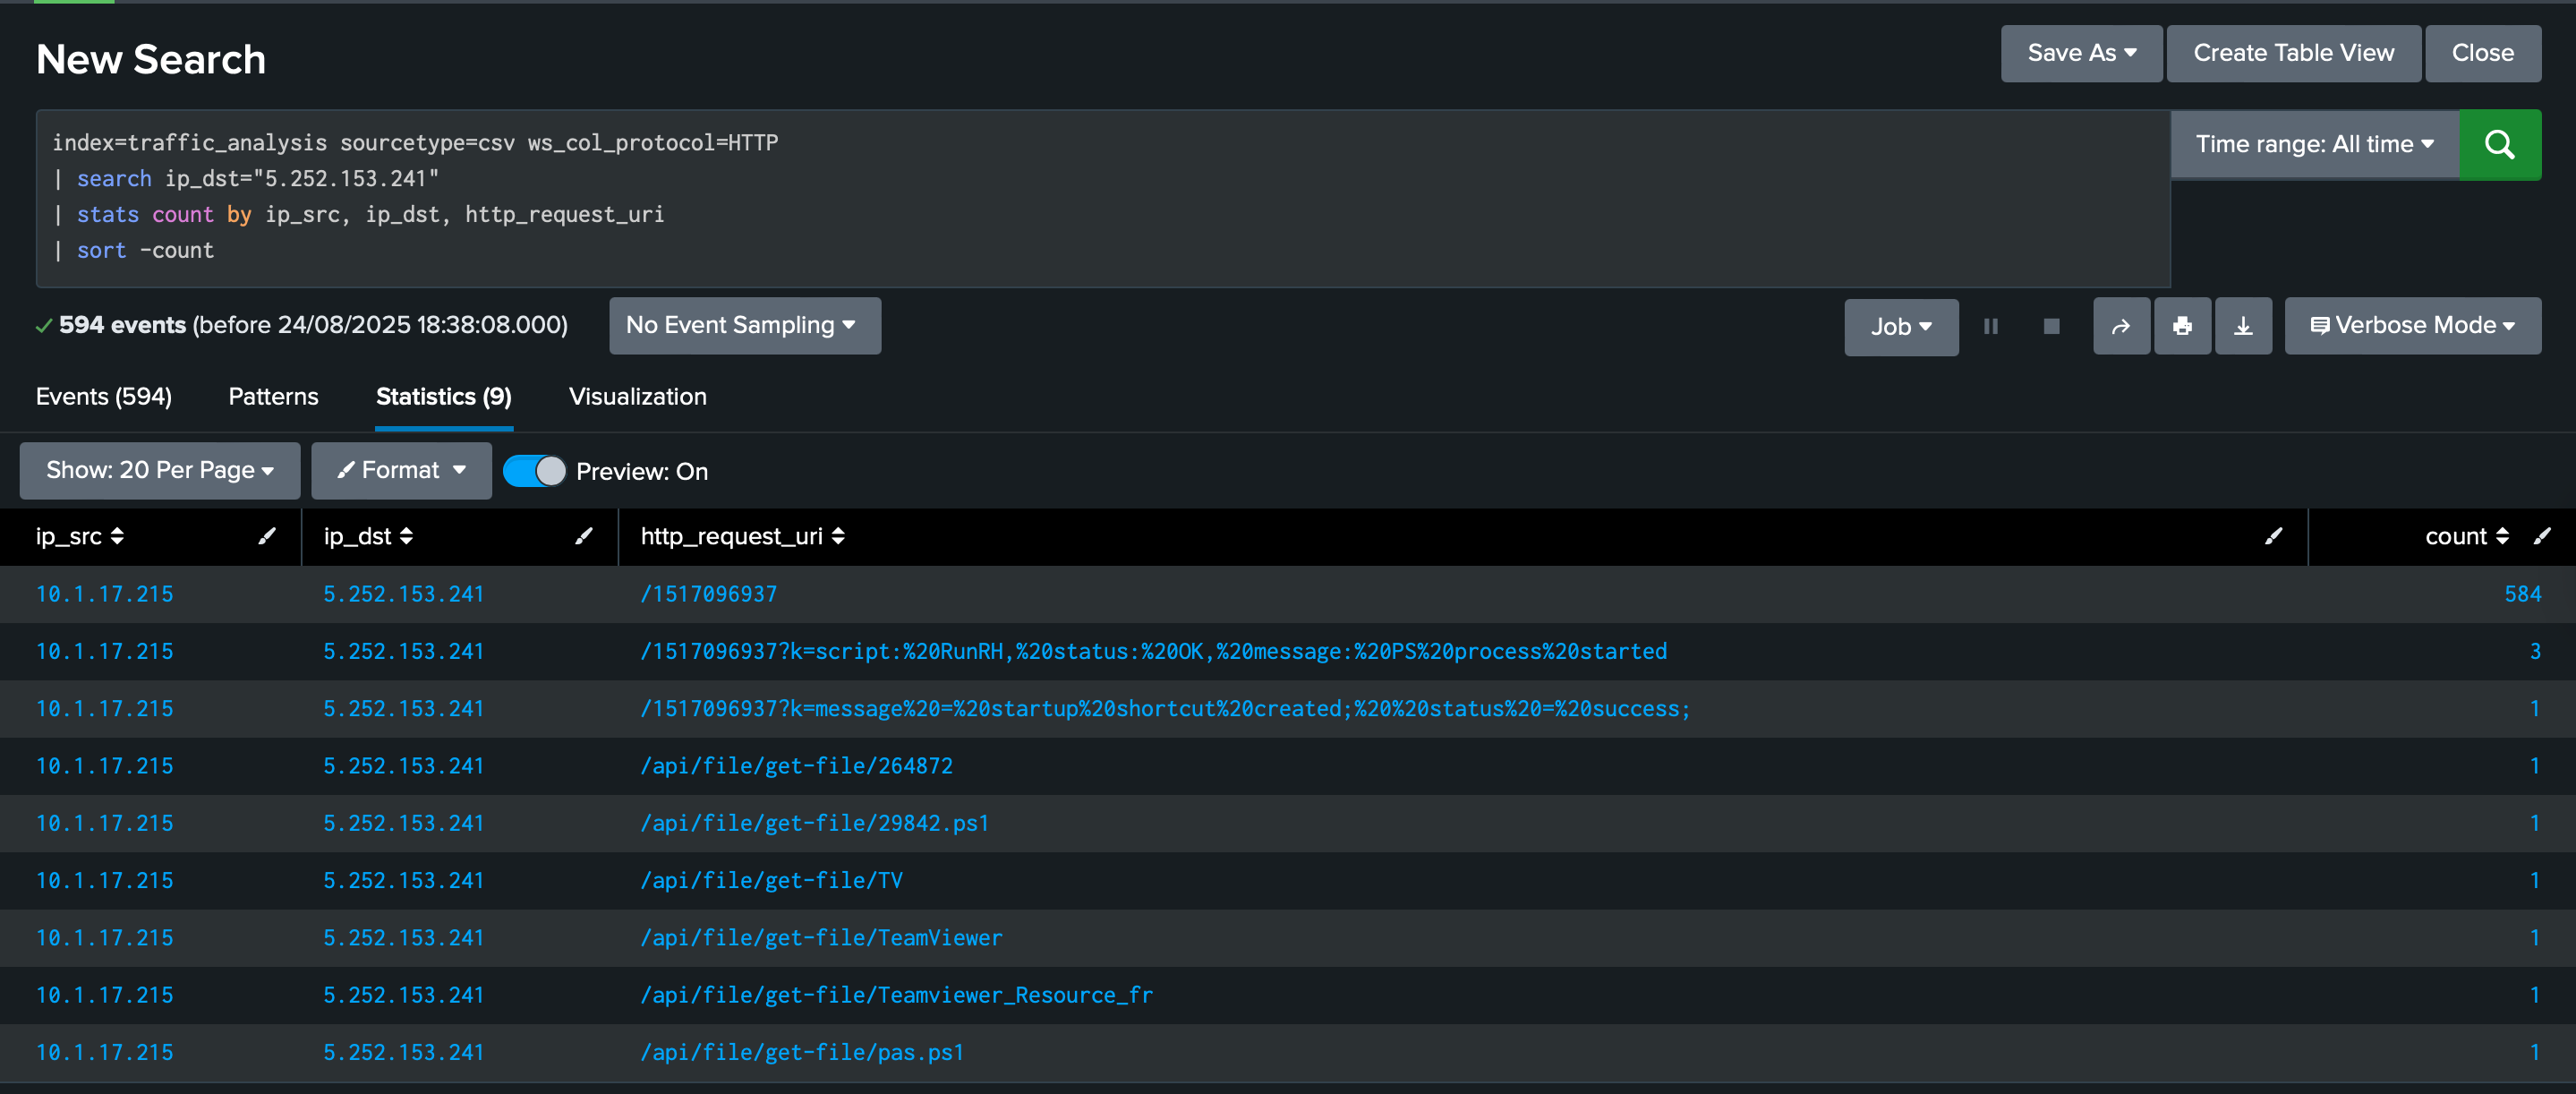 New Search
Save As
Create Table View
Close
index=traffic_analysis sourcetype=csv ws_col_protocol=HTTP
| search ip_dst="5.252.153.241"
| stats count by ip_src, ip_dst, http_request_uri
| sort -count
Time range: All time
594 events (before 24/08/2025 18:38:08.000)
No Event Sampling
Job
Verbose Mode
Events (594)
Patterns
Statistics (9)
Visualization
Show: 20 Per Page
Format
Preview: On
ip_src ip_dst http_request_uri count
10.1.17.215 5.252.153.241 /1517096937 584
10.1.17.215 5.252.153.241 /1517096937?k=script:%20RunRH,%20status:%20OK,%20message:%20PS%20process%20started 3
10.1.17.215 5.252.153.241 /1517096937?k=message%20=%20startup%20shortcut%20created;%20%20status%20=%20success; 1
10.1.17.215 5.252.153.241 /api/file/get-file/264872 1
10.1.17.215 5.252.153.241 /api/file/get-file/29842.ps1 1
10.1.17.215 5.252.153.241 /api/file/get-file/TV 1
10.1.17.215 5.252.153.241 /api/file/get-file/TeamViewer 1
10.1.17.215 5.252.153.241 /api/file/get-file/Teamviewer_Resource_fr 1
10.1.17.215 5.252.153.241 /api/file/get-file/pas.ps1 1